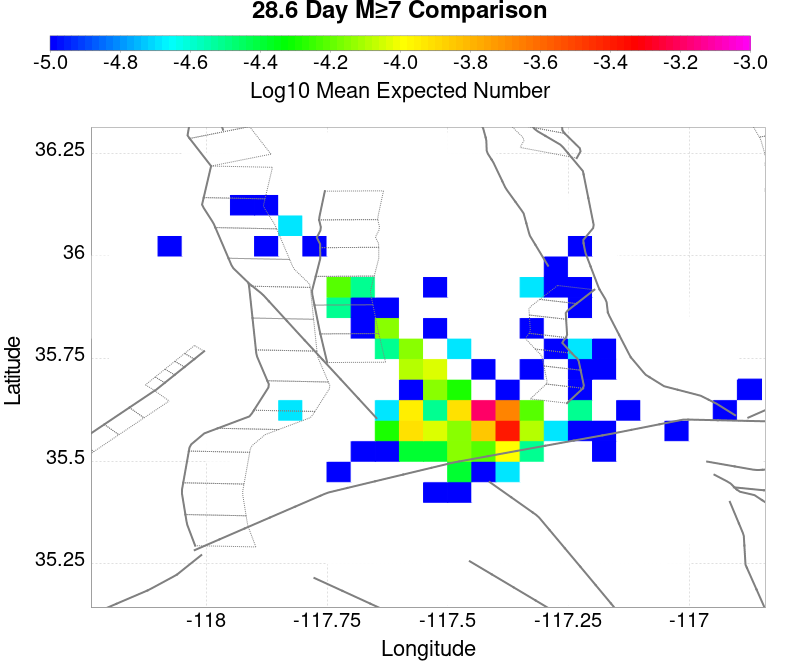 28.6 Day M≥7 Comparison
-5.0 -4.8 -4.6 -4.4 -4.2 -4.0 -3.8 -3.6 -3.4 -3.2 -3.0
Log10 Mean Expected Number
36.25
36
35.75
35.5
35.25
Latitude
-118 -117.75 -117.5 -117.25 -117
Longitude